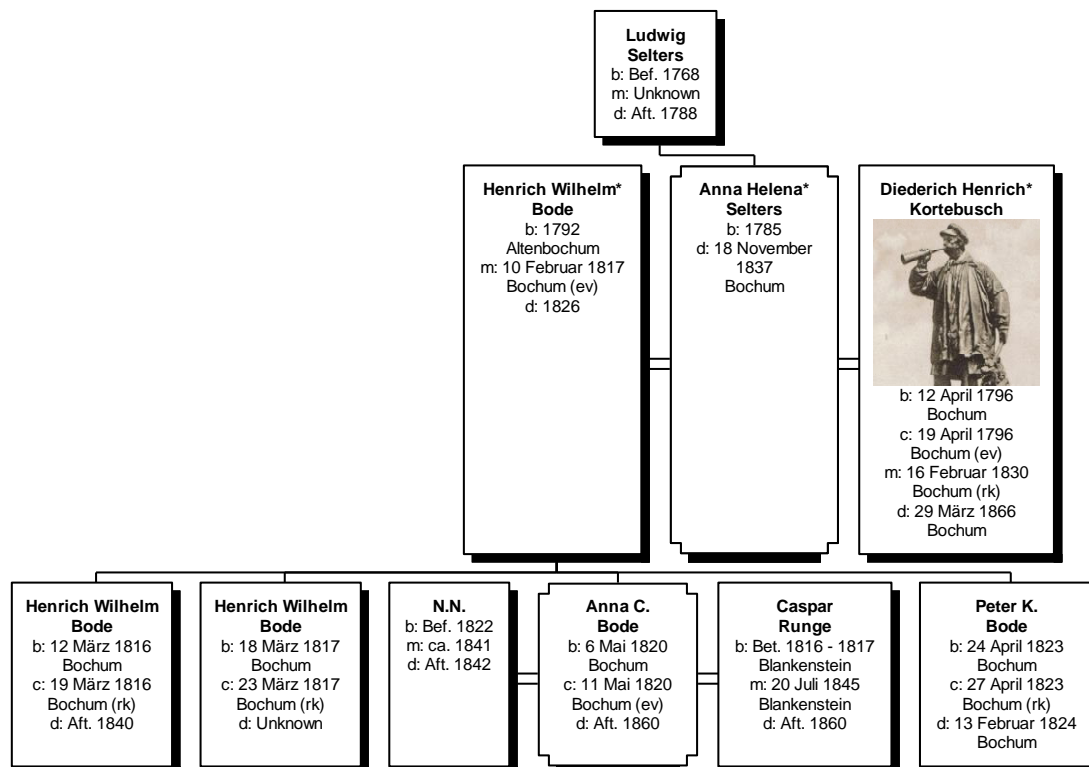 Ludwig
Selters
b: Bef. 1768
m: Unknown
d: Aft. 1788
Henrich Wilhelm*
Bode
b: 1792
Altenbochum
m: 10 Februar 1817
Bochum (ev)
d: 1826
Anna Helena*
Selters
b: 1785
d: 18 November
1837
Bochum
Diederich Henrich*
Kortebusch
b: 12 April 1796
Bochum
c: 19 April 1796
Bochum (ev)
m: 16 Februar 1830
Bochum (rk)
d: 29 März 1866
Bochum
Henrich Wilhelm
Bode
b: 12 März 1816
Bochum
c: 19 März 1816
Bochum (rk)
d: Aft. 1840
Henrich Wilhelm
Bode
b: 18 März 1817
Bochum
c: 23 März 1817
Bochum (rk)
d: Unknown
N.N.
b: Bef. 1822
m: ca. 1841
d: Aft. 1842
Anna C.
Bode
b: 6 Mai 1820
Bochum
c: 11 Mai 1820
Bochum (ev)
d: Aft. 1860
Caspar
Runge
b: Bet. 1816 - 1817
Blankenstein
m: 20 Juli 1845
Blankenstein
d: Aft. 1860
Peter K.
Bode
b: 24 April 1823
Bochum
c: 27 April 1823
Bochum (rk)
d: 13 Februar 1824
Bochum